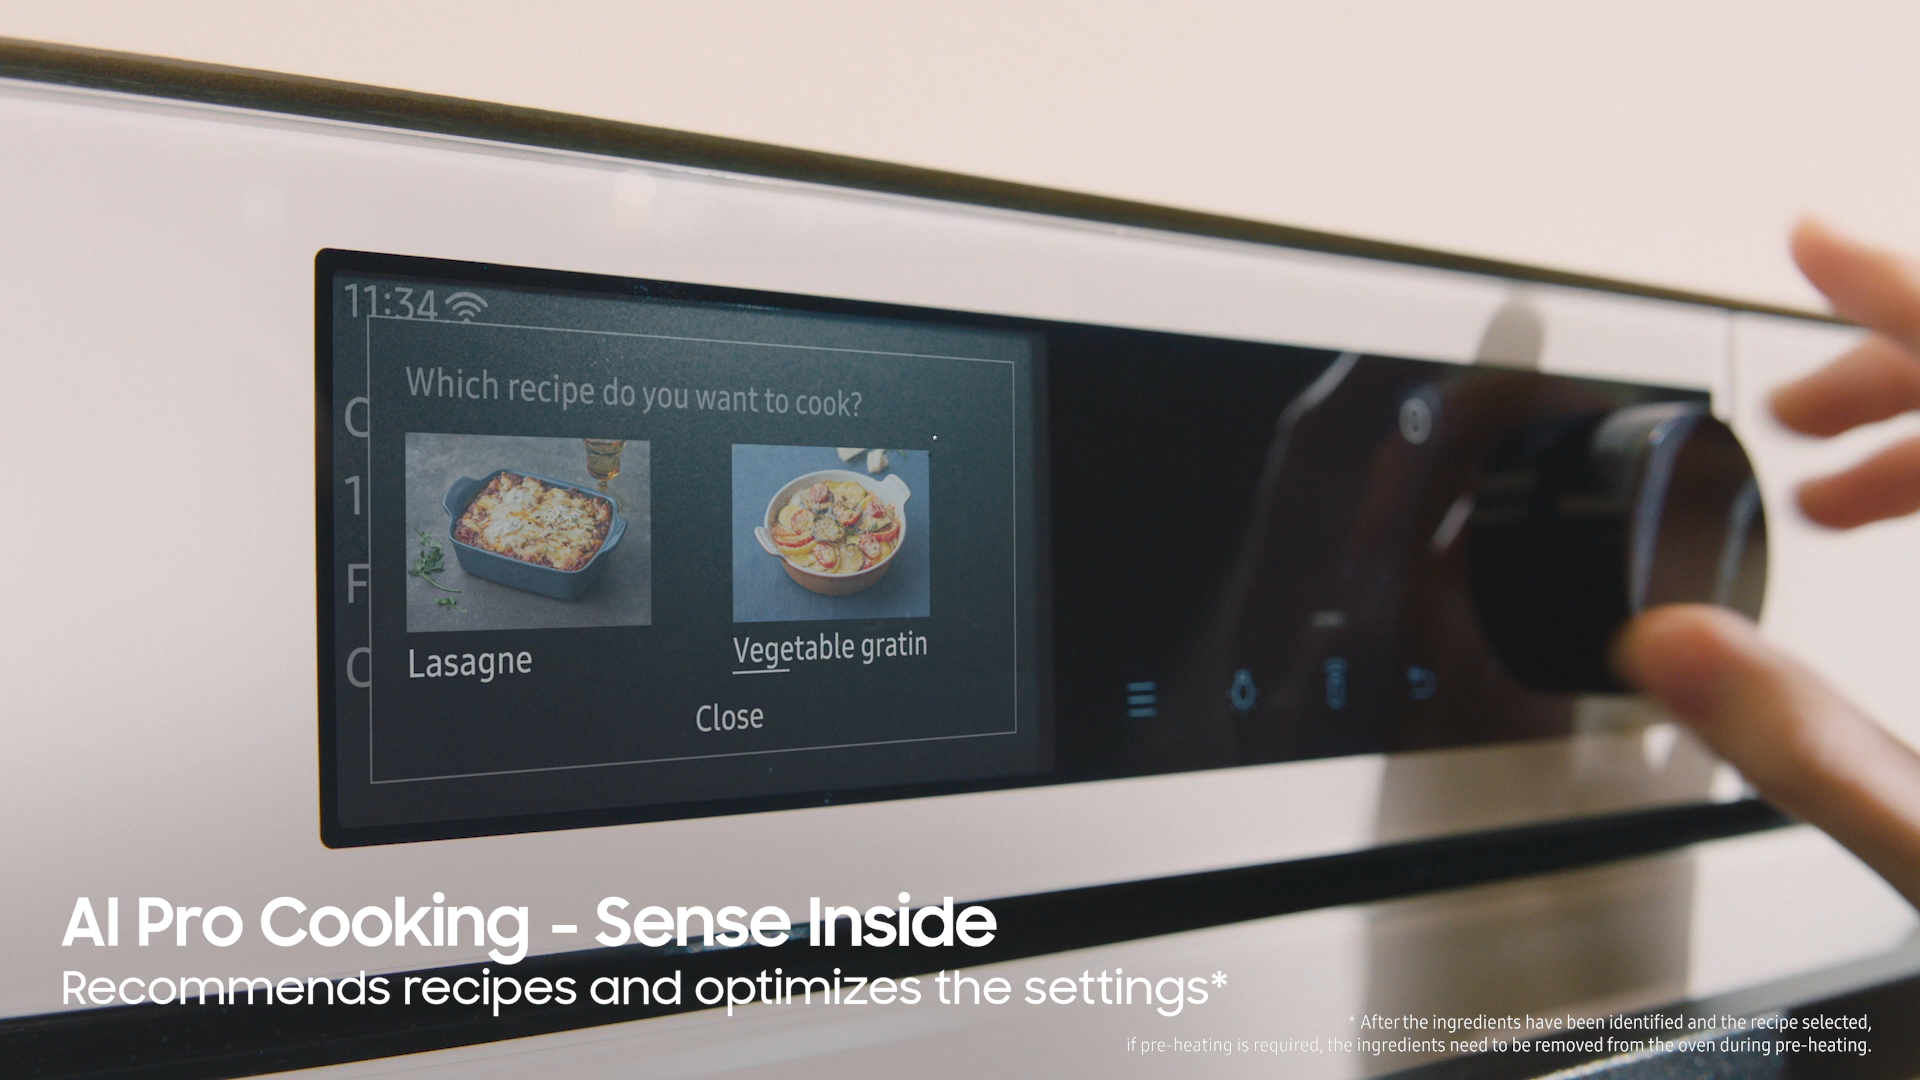 11:34
Which recipe do you want to cook?
Lasagne
Vegetable gratin
Close
AI Pro Cooking – Sense Inside
Recommends recipes and optimizes the settings*
* After the ingredients have been identified and the recipe selected,
if pre-heating is required, the ingredients need to be removed from the oven during pre-heating.